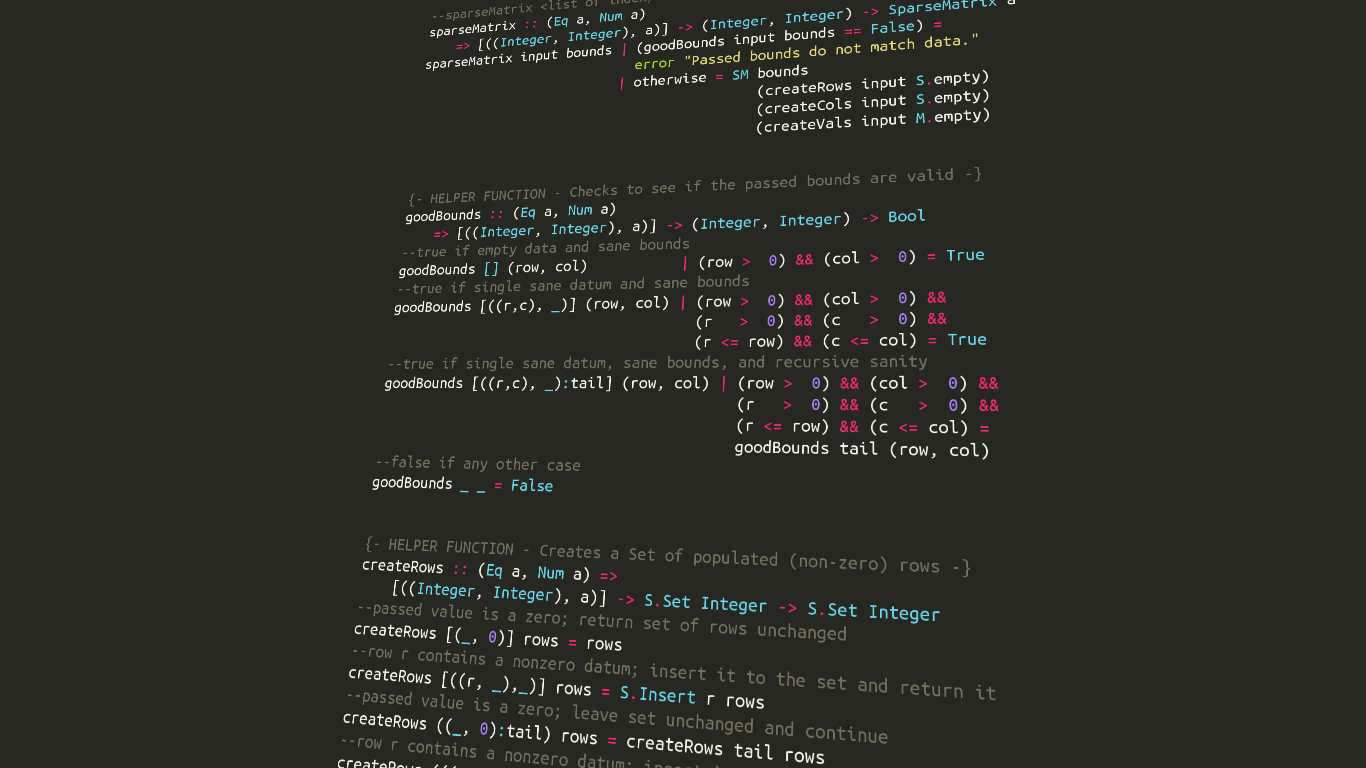 --sparseMatrix <list of index,
sparseMatrix :: (Eq a, Num a)
=> [((Integer, Integer), a)] -> (Integer, Integer) -> SparseMatrix a
sparseMatrix input bounds | (goodBounds input bounds == False) =
error "Passed bounds do not match data."
| otherwise = SM bounds
(createRows input S.empty)
(createCols input S.empty)
(createVals input M.empty)
{- HELPER FUNCTION - Checks to see if the passed bounds are valid -}
goodBounds :: (Eq a, Num a)
=> [((Integer, Integer), a)] -> (Integer, Integer) -> Bool
--true if empty data and sane bounds
goodBounds [] (row, col) | (row > 0) && (col > 0) = True
--true if single sane datum and sane bounds
goodBounds [((r,c), _)] (row, col) | (row > 0) && (col > 0) &&
(r > 0) && (c > 0) &&
(r <= row) && (c <= col) = True
--true if single sane datum, sane bounds, and recursive sanity
goodBounds [((r,c), _):tail] (row, col) | (row > 0) && (col > 0) &&
(r > 0) && (c > 0) &&
(r <= row) && (c <= col) =
goodBounds tail (row, col)
--false if any other case
goodBounds _ _ = False
{- HELPER FUNCTION - Creates a Set of populated (non-zero) rows -}
createRows :: (Eq a, Num a) =>
[((Integer, Integer), a)] -> S.Set Integer -> S.Set Integer
--passed value is a zero; return set of rows unchanged
createRows [(_, 0)] rows = rows
--row r contains a nonzero datum; insert it to the set and return it
createRows [((r, _),_)] rows = S.Insert r rows
--passed value is a zero; leave set unchanged and continue
createRows ((_, 0):tail) rows = createRows tail rows
--row r contains a nonzero datum; insert
createRows